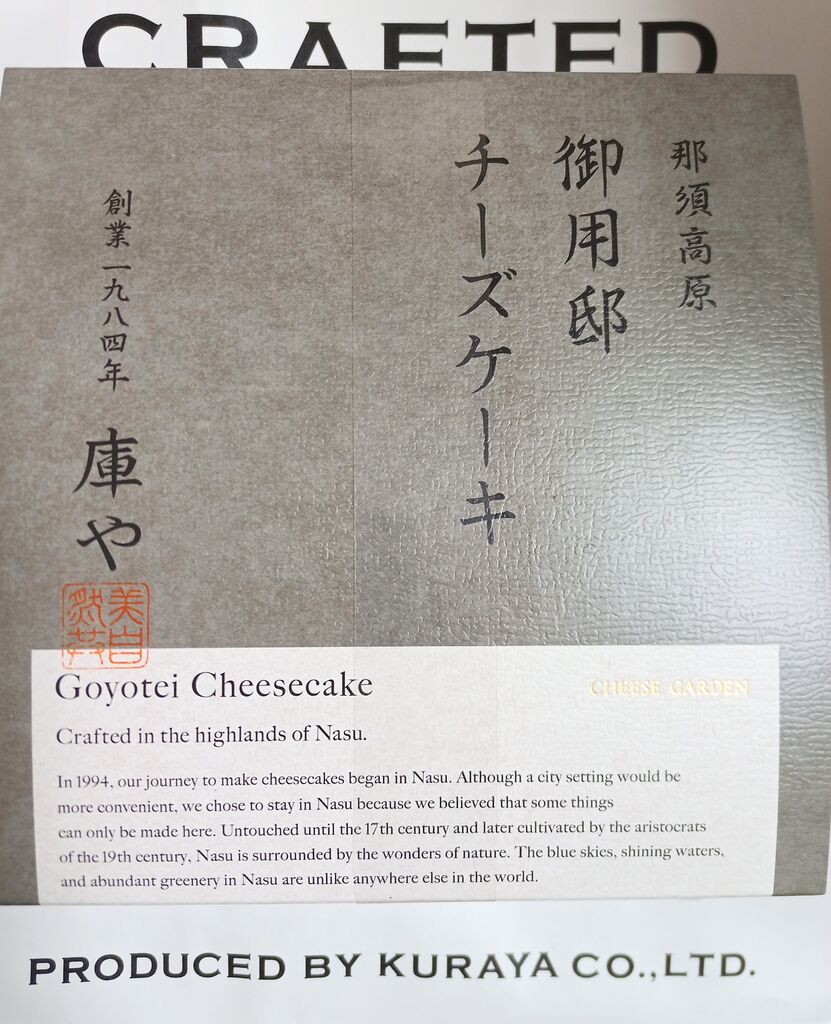 CRAFTED
那須高原
御用邸
チーズケーキ
創業一九八四年
庫や
Goyotei Cheesecake
CHEESE GARDEN
Crafted in the highlands of Nasu.
In 1994, our journey to make cheesecakes began in Nasu. Although a city setting would be
more convenient, we chose to stay in Nasu because we believed that some things
can only be made here. Untouched until the 17th century and later cultivated by the aristocrats
of the 19th century, Nasu is surrounded by the wonders of nature. The blue skies, shining waters,
and abundant greenery in Nasu are unlike anywhere else in the world.
PRODUCED BY KURAYA CO.,LTD.